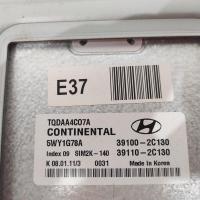 E37
TQDAA4C07A
CONTINENTAL HYUNDAI
5WY1G78A 39100-2C130
Index 09 SIM2K-140 39110-2C130
K 08.01.11/3 0031 Made in Korea